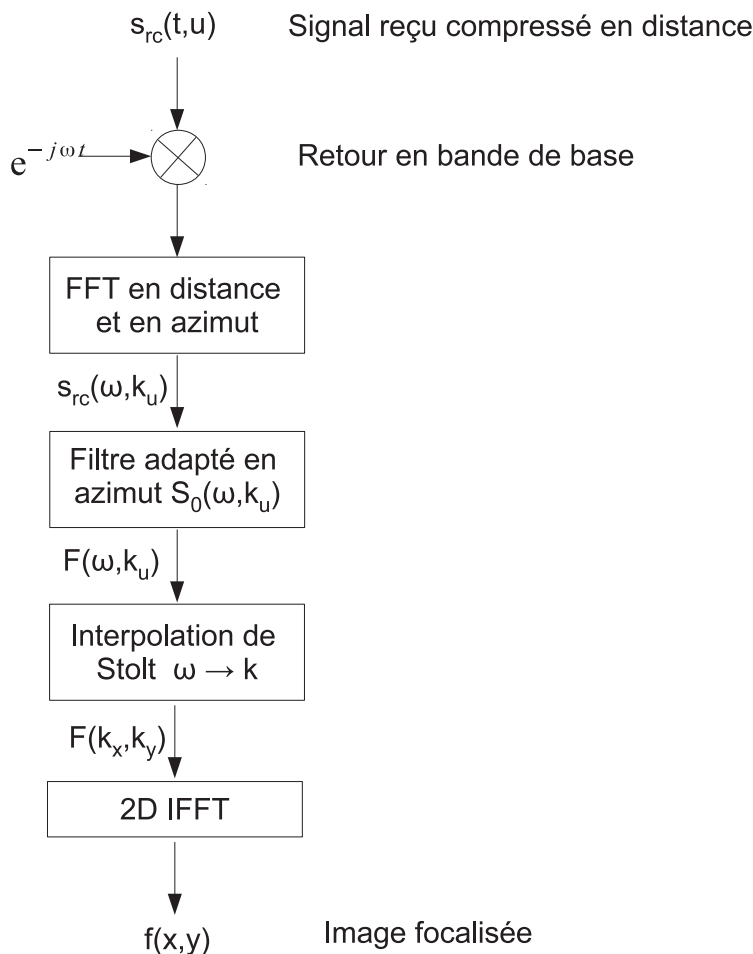 s_rc(t,u) Signal reçu compressé en distance
e^{-jωt} Retour en bande de base
FFT en distance
et en azimut
s_rc(ω,k_u)
Filtre adapté en
azimut S_0(ω,k_u)
F(ω,k_u)
Interpolation de
Stolt ω → k
F(k_x,k_y)
2D IFFT
f(x,y) Image focalisée